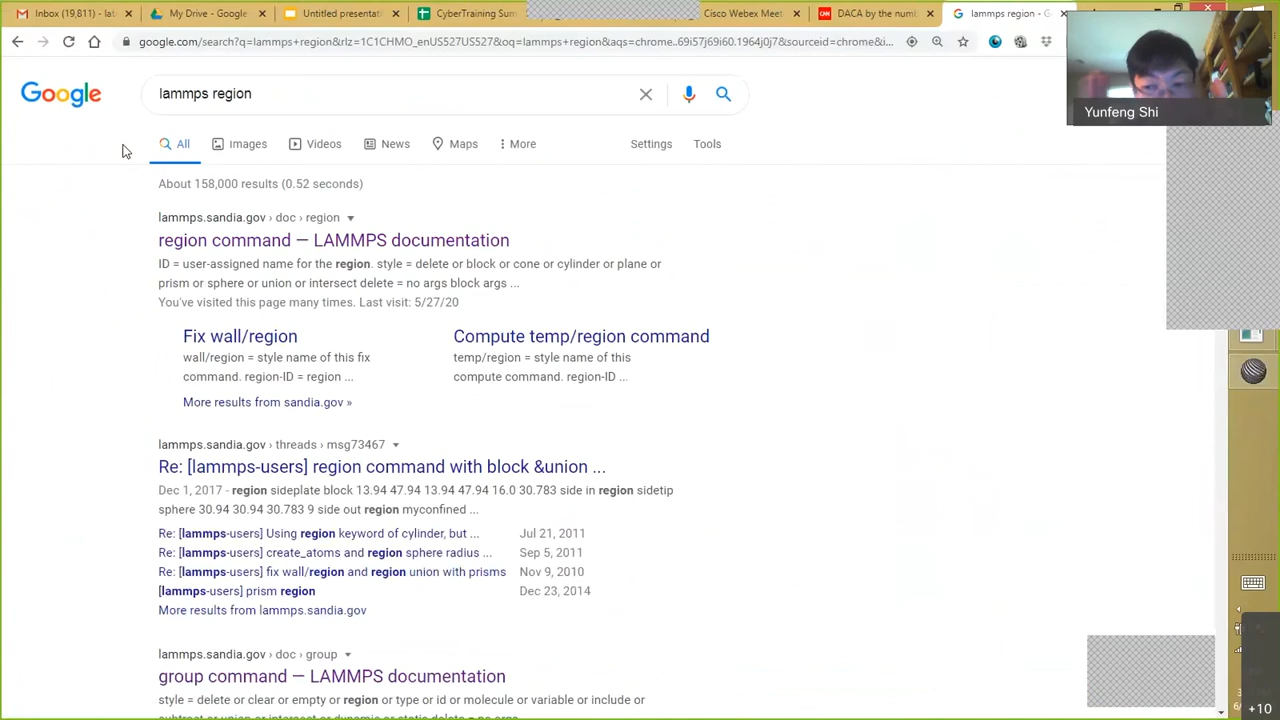 Inbox (19,811) - lat
My Drive - Google
Untitled presentat
CyberTraining Sum
Cisco Webex Meet
DACA by the num
lammps region - G
google.com/search?q=lammps+region&rlz=1C1CHMO_enUS527US527&oq=lammps+region&aqs=chrome..69i57j69i60.1964j0j7&sourceid=chrome&i...
Yunfeng Shi
Google
lammps region
All Images Videos News Maps More Settings Tools
About 158,000 results (0.52 seconds)
lammps.sandia.gov › doc › region
region command — LAMMPS documentation
ID = user-assigned name for the region. style = delete or block or cone or cylinder or plane or
prism or sphere or union or intersect delete = no args block args ...
You've visited this page many times. Last visit: 5/27/20
Fix wall/region
wall/region = style name of this fix
command. region-ID = region ...
Compute temp/region command
temp/region = style name of this
compute command. region-ID ...
More results from sandia.gov »
lammps.sandia.gov › threads › msg73467
Re: [lammps-users] region command with block &union ...
Dec 1, 2017 - region sideplate block 13.94 47.94 13.94 47.94 16.0 30.783 side in region sidetip
sphere 30.94 30.94 30.783 9 side out region myconfined ...
Re: [lammps-users] Using region keyword of cylinder, but ... Jul 21, 2011
Re: [lammps-users] create_atoms and region sphere radius ... Sep 5, 2011
Re: [lammps-users] fix wall/region and region union with prisms Nov 9, 2010
[lammps-users] prism region Dec 23, 2014
More results from lammps.sandia.gov
lammps.sandia.gov › doc › group
group command — LAMMPS documentation
style = delete or clear or empty or region or type or id or molecule or variable or include or
subtract or union or intersect or dynamic or static delete = no args ...
+10